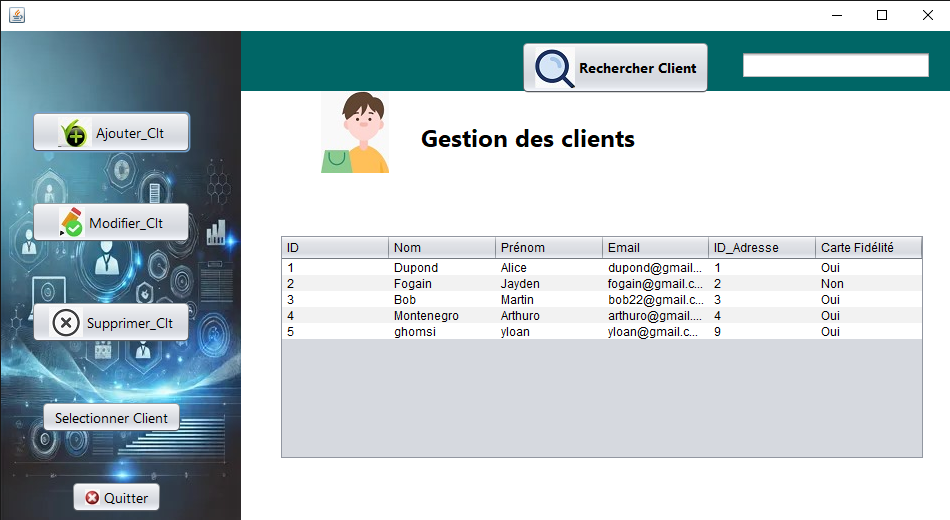 Rechercher Client
Ajouter_Clt
Gestion des clients
Modifier_Clt
Supprimer_Clt
Selectionner Client
Quitter
ID Nom Prénom Email ID_Adresse Carte Fidélité
1 Dupond Alice dupond@gmail... 1 Oui
2 Fogain Jayden fogain@gmail.c... 2 Non
3 Bob Martin bob22@gmail.c... 3 Oui
4 Montenegro Arthuro arthuro@gmail.... 4 Oui
5 ghomsi yloan yloan@gmail.c... 9 Oui